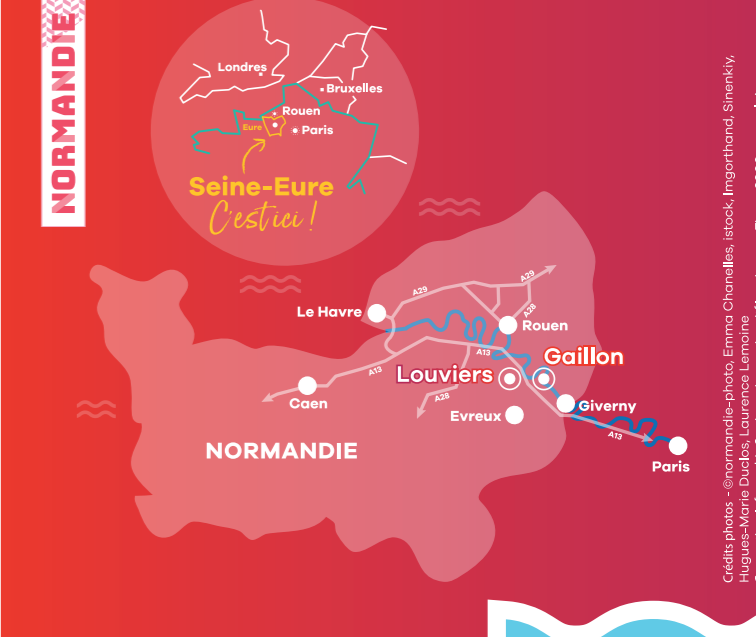 NORMANDIE
Londres
Bruxelles
Rouen
Eure
Paris
Seine-Eure
C'est ici !
A29
A29
Le Havre
A28
Rouen
A13
Gaillon
Louviers
A13
Caen
A28
Giverny
Evreux
A13
NORMANDIE
Paris
Crédits photos - ©normandie-photo, Emma Chanelles, istock, Imgorthand, Sinenkiy,
Hugues-Marie Duclos, Laurence Lemoine